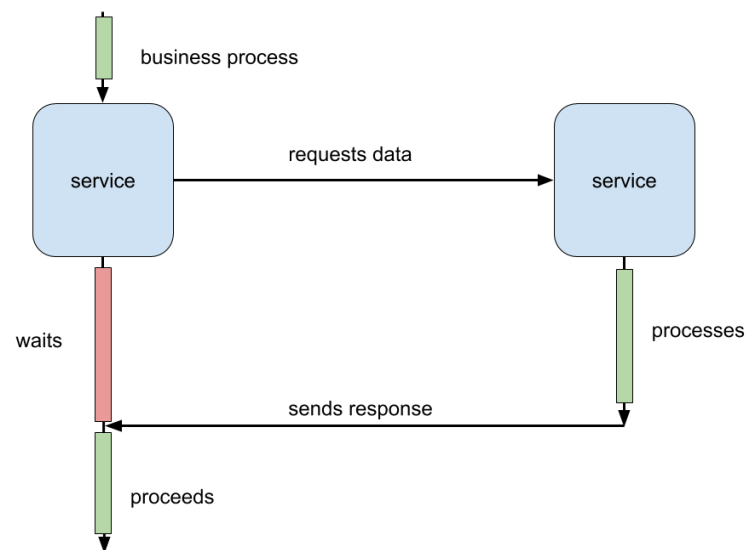 business process
requests data
service
service
waits
processes
sends response
proceeds